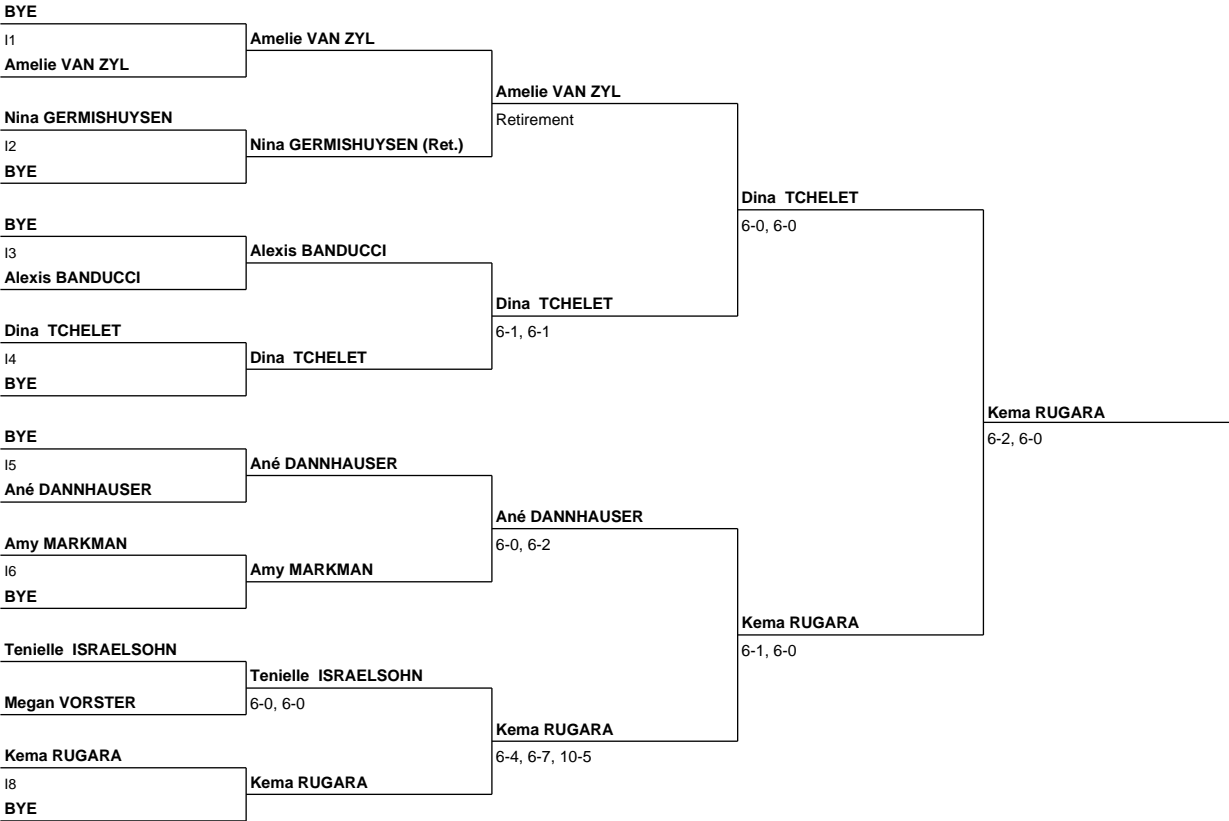 BYE
I1
Amelie VAN ZYL
Amelie VAN ZYL
Amelie VAN ZYL
Retirement
Nina GERMISHUYSEN
I2
BYE
Nina GERMISHUYSEN (Ret.)
Dina TCHELET
6-0, 6-0
BYE
I3
Alexis BANDUCCI
Alexis BANDUCCI
Dina TCHELET
6-1, 6-1
Dina TCHELET
I4
BYE
Dina TCHELET
Kema RUGARA
6-2, 6-0
BYE
I5
Ané DANNHAUSER
Ané DANNHAUSER
Ané DANNHAUSER
6-0, 6-2
Amy MARKMAN
I6
BYE
Amy MARKMAN
Kema RUGARA
6-1, 6-0
Tenielle ISRAELSOHN
Megan VORSTER
Tenielle ISRAELSOHN
6-0, 6-0
Kema RUGARA
6-4, 6-7, 10-5
Kema RUGARA
I8
BYE
Kema RUGARA